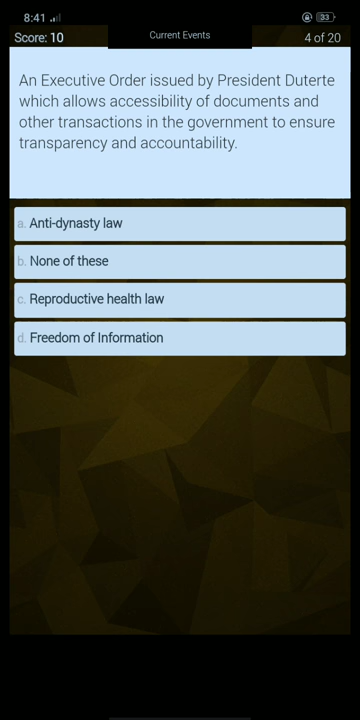 8:41 33
Score: 10 Current Events 4 of 20
An Executive Order issued by President Duterte
which allows accessibility of documents and
other transactions in the government to ensure
transparency and accountability.
a. Anti-dynasty law
b. None of these
c. Reproductive health law
d. Freedom of Information